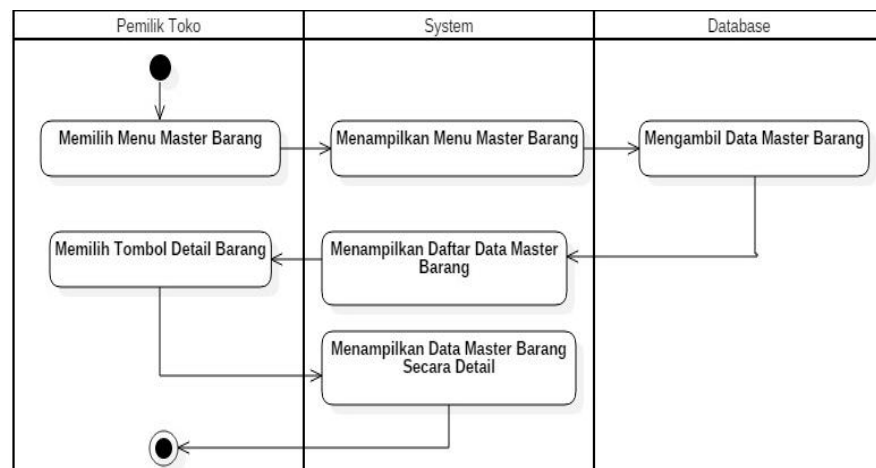 Pemilik Toko
System
Database
Memilih Menu Master Barang
Menampilkan Menu Master Barang
Mengambil Data Master Barang
Memilih Tombol Detail Barang
Menampilkan Daftar Data Master
Barang
Menampilkan Data Master Barang
Secara Detail